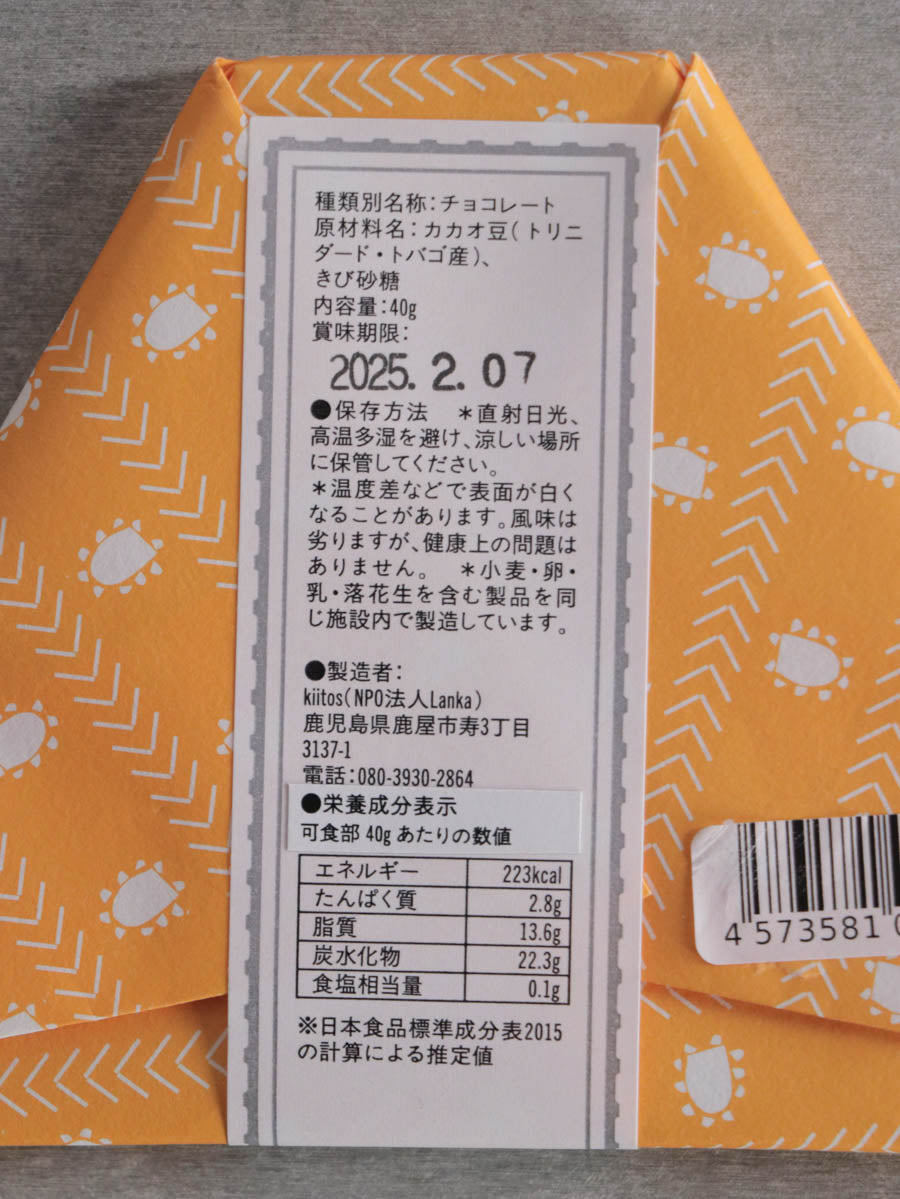 種類別名称：チョコレート
原材料名：カカオ豆（トリニ
ダード・トバゴ産）、
きび砂糖
内容量：40g
賞味期限：
2025. 2. 07
●保存方法　＊直射日光、
高温多湿を避け、涼しい場所
に保管してください。
＊温度差などで表面が白く
なることがあります。風味は
劣りますが、健康上の問題は
ありません。　＊小麦・卵・
乳・落花生を含む製品を同
じ施設内で製造しています。
●製造者：
kiitos（NPO法人Lanka）
鹿児島県鹿屋市寿3丁目
3137-1
電話：080-3930-2864
●栄養成分表示
可食部 40g あたりの数値
エネルギー 223kcal
たんぱく質 2.8g
脂質 13.6g
炭水化物 22.3g
食塩相当量 0.1g
※日本食品標準成分表2015
の計算による推定値
4 573581